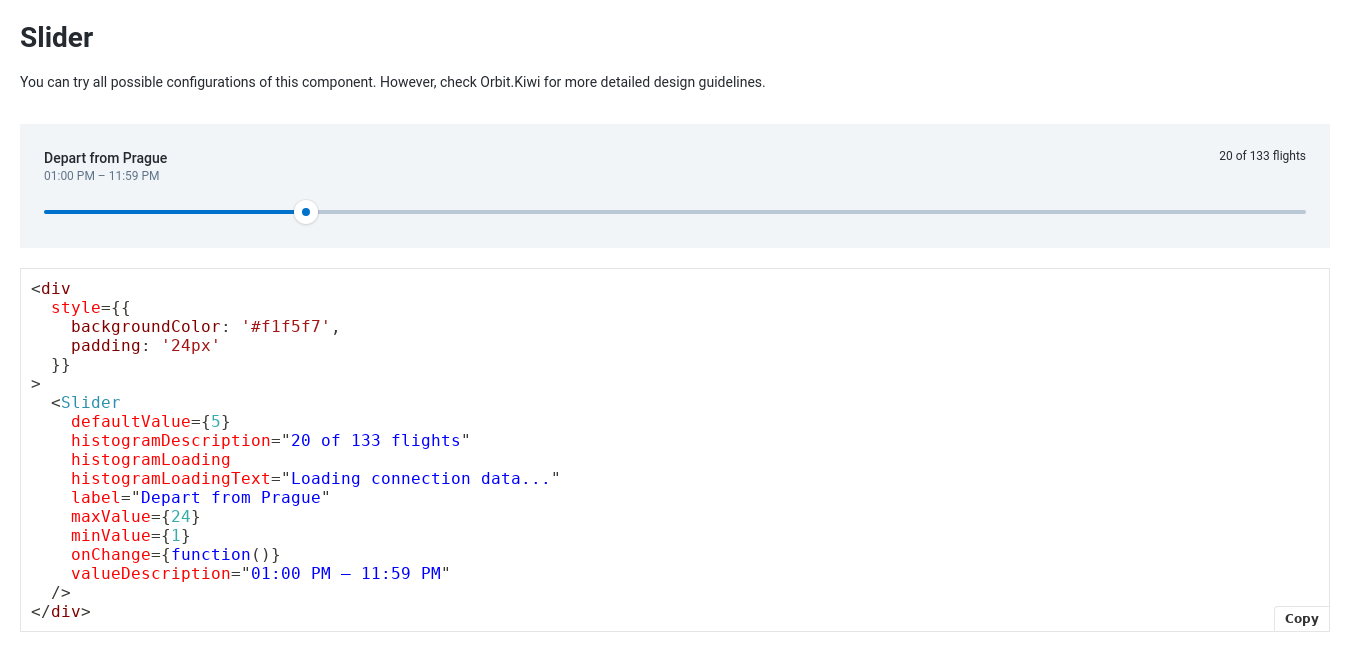 Slider
You can try all possible configurations of this component. However, check Orbit.Kiwi for more detailed design guidelines.
Depart from Prague
20 of 133 flights
01:00 PM – 11:59 PM
<div
  style={{
    backgroundColor: '#f1f5f7',
    padding: '24px'
  }}
>
  <Slider
    defaultValue={5}
    histogramDescription="20 of 133 flights"
    histogramLoading
    histogramLoadingText="Loading connection data..."
    label="Depart from Prague"
    maxValue={24}
    minValue={1}
    onChange={function()}
    valueDescription="01:00 PM – 11:59 PM"
  />
</div>
Copy